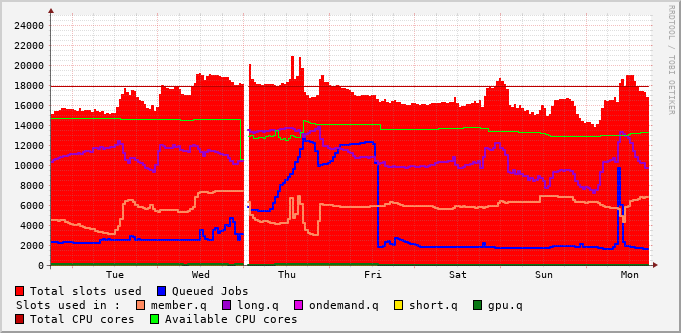 24000
22000
20000
18000
16000
14000
12000
10000
8000
6000
4000
2000
0
Tue Wed Thu Fri Sat Sun Mon
RRDTOOL / TOBI OETIKER
Total slots used Queued Jobs
Slots used in : member.q long.q ondemand.q short.q gpu.q
Total CPU cores Available CPU cores